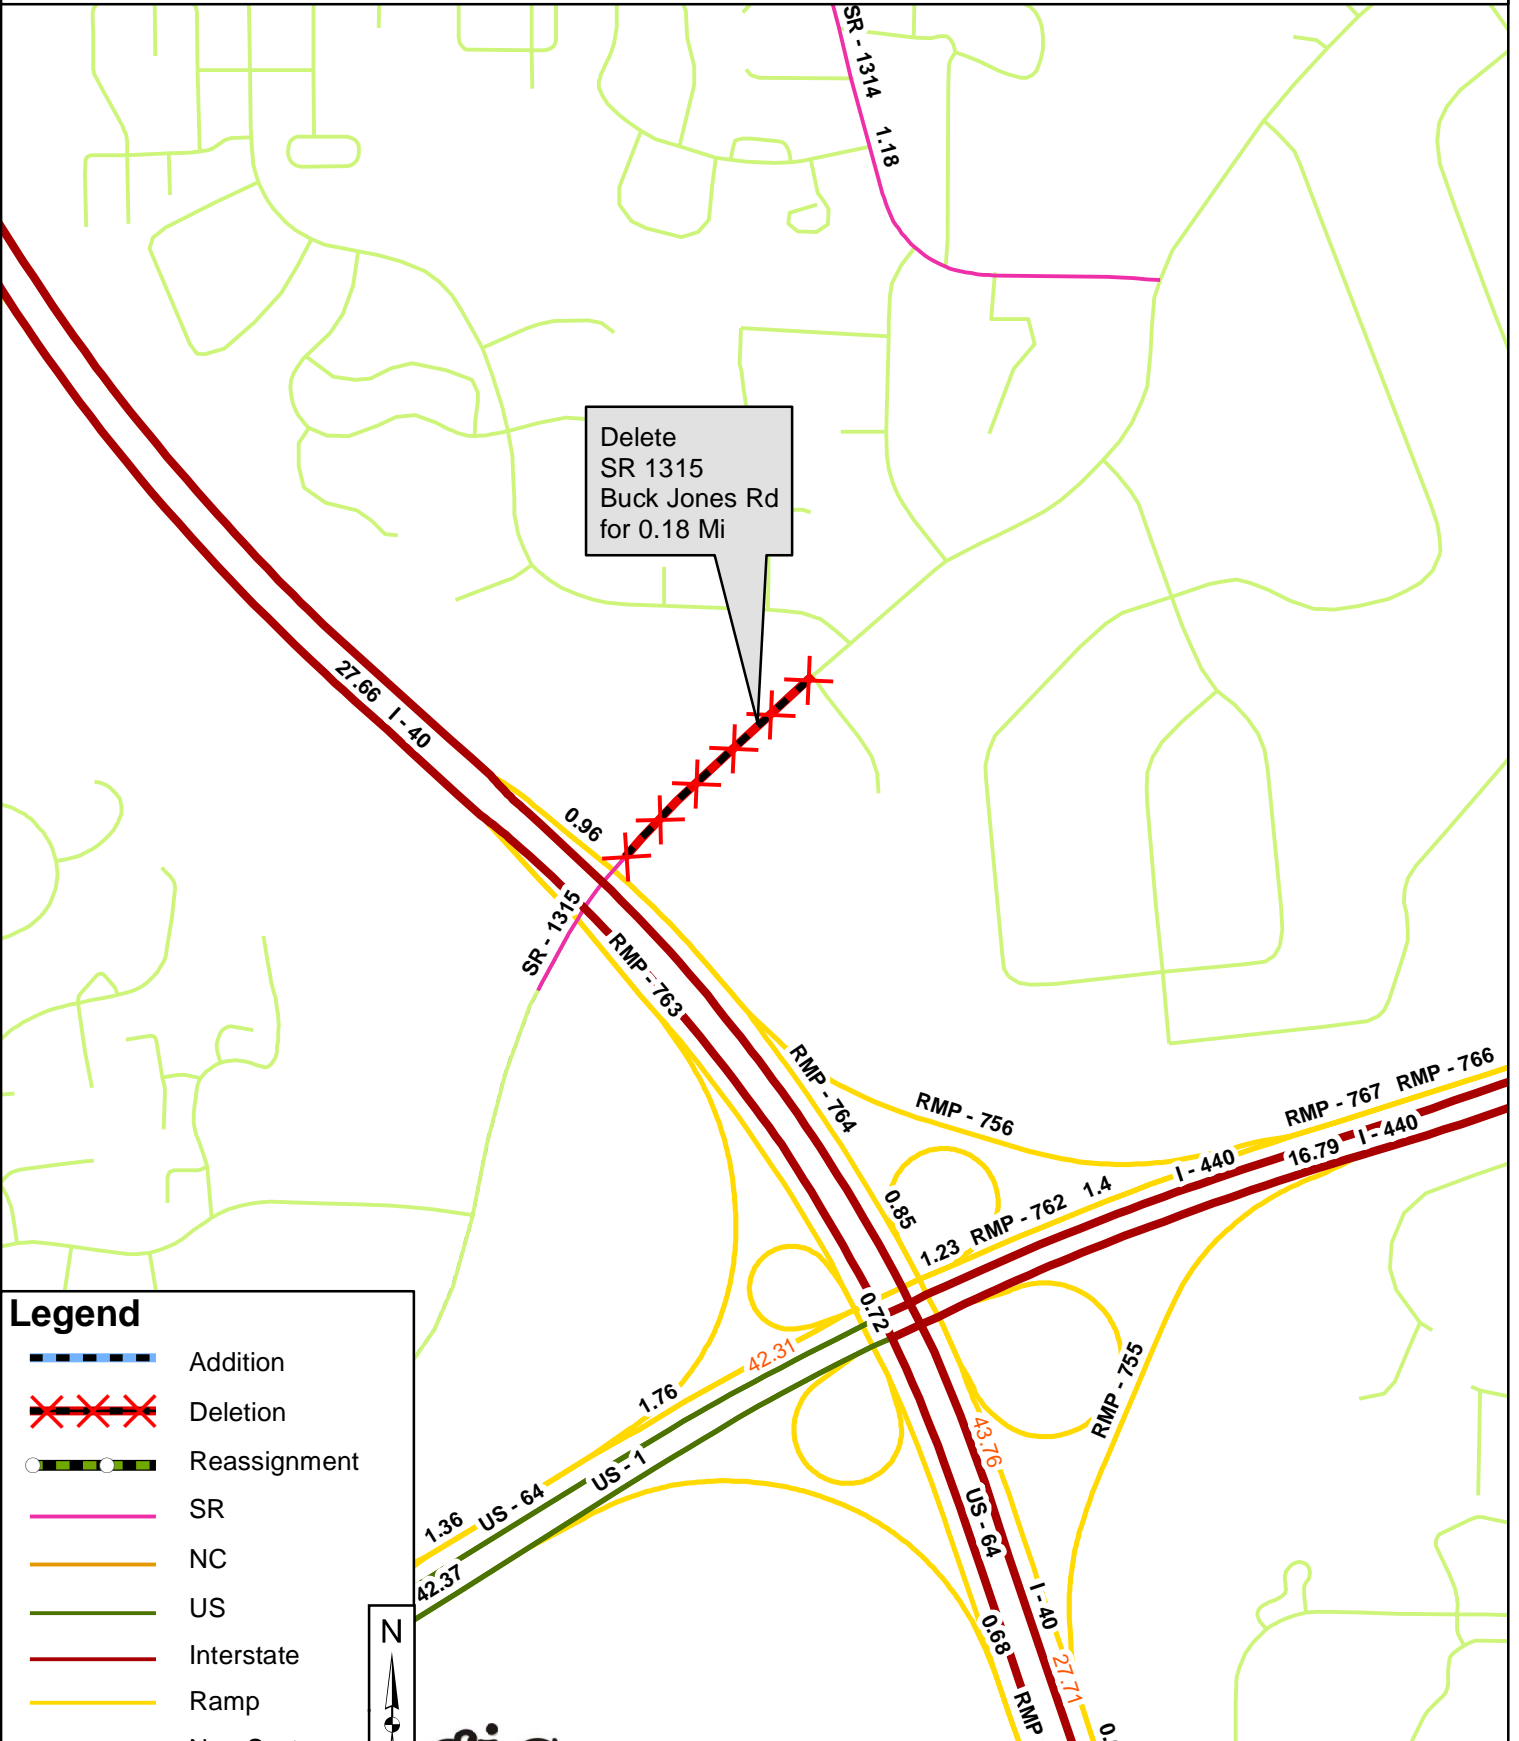 SR - 1314
1.18
Delete
SR 1315
Buck Jones Rd
for 0.18 Mi
27.66 I - 40
0.96
SR - 1315
RMP - 763
RMP - 764
RMP - 756
RMP - 767
RMP - 766
I - 440
16.79
I - 440
0.85
1.23 RMP - 762 1.4
0.72
42.31
1.76
RMP - 755
43.76
US - 1
US - 64
1.36
42.37
US - 64
I - 40
0.68
27.71
RMP
Legend
Addition
Deletion
Reassignment
SR
NC
US
Interstate
Ramp
N